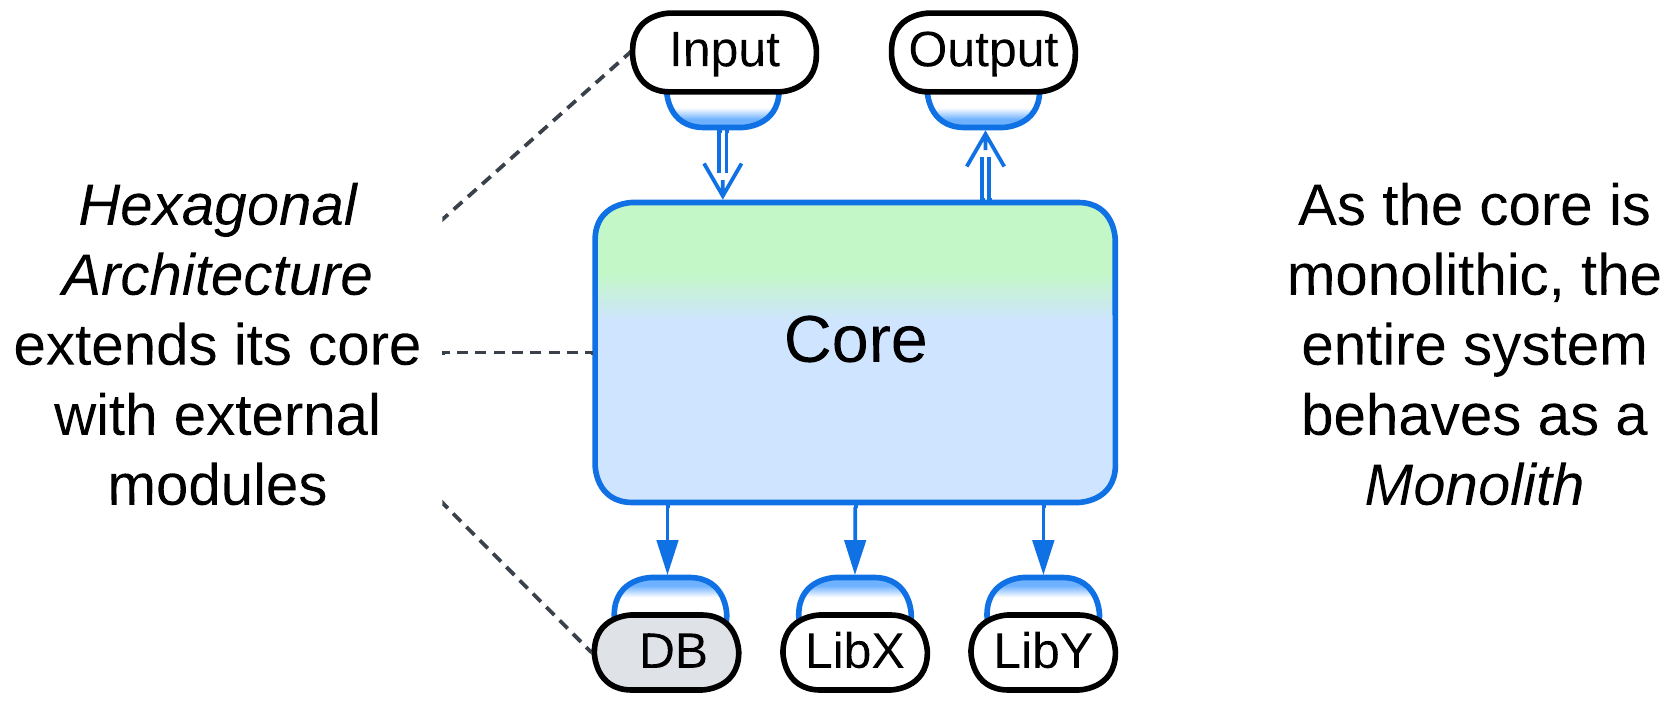 Input
Output
Hexagonal
Architecture
extends its core
with external
modules
Core
As the core is
monolithic, the
entire system
behaves as a
Monolith
DB
LibX
LibY